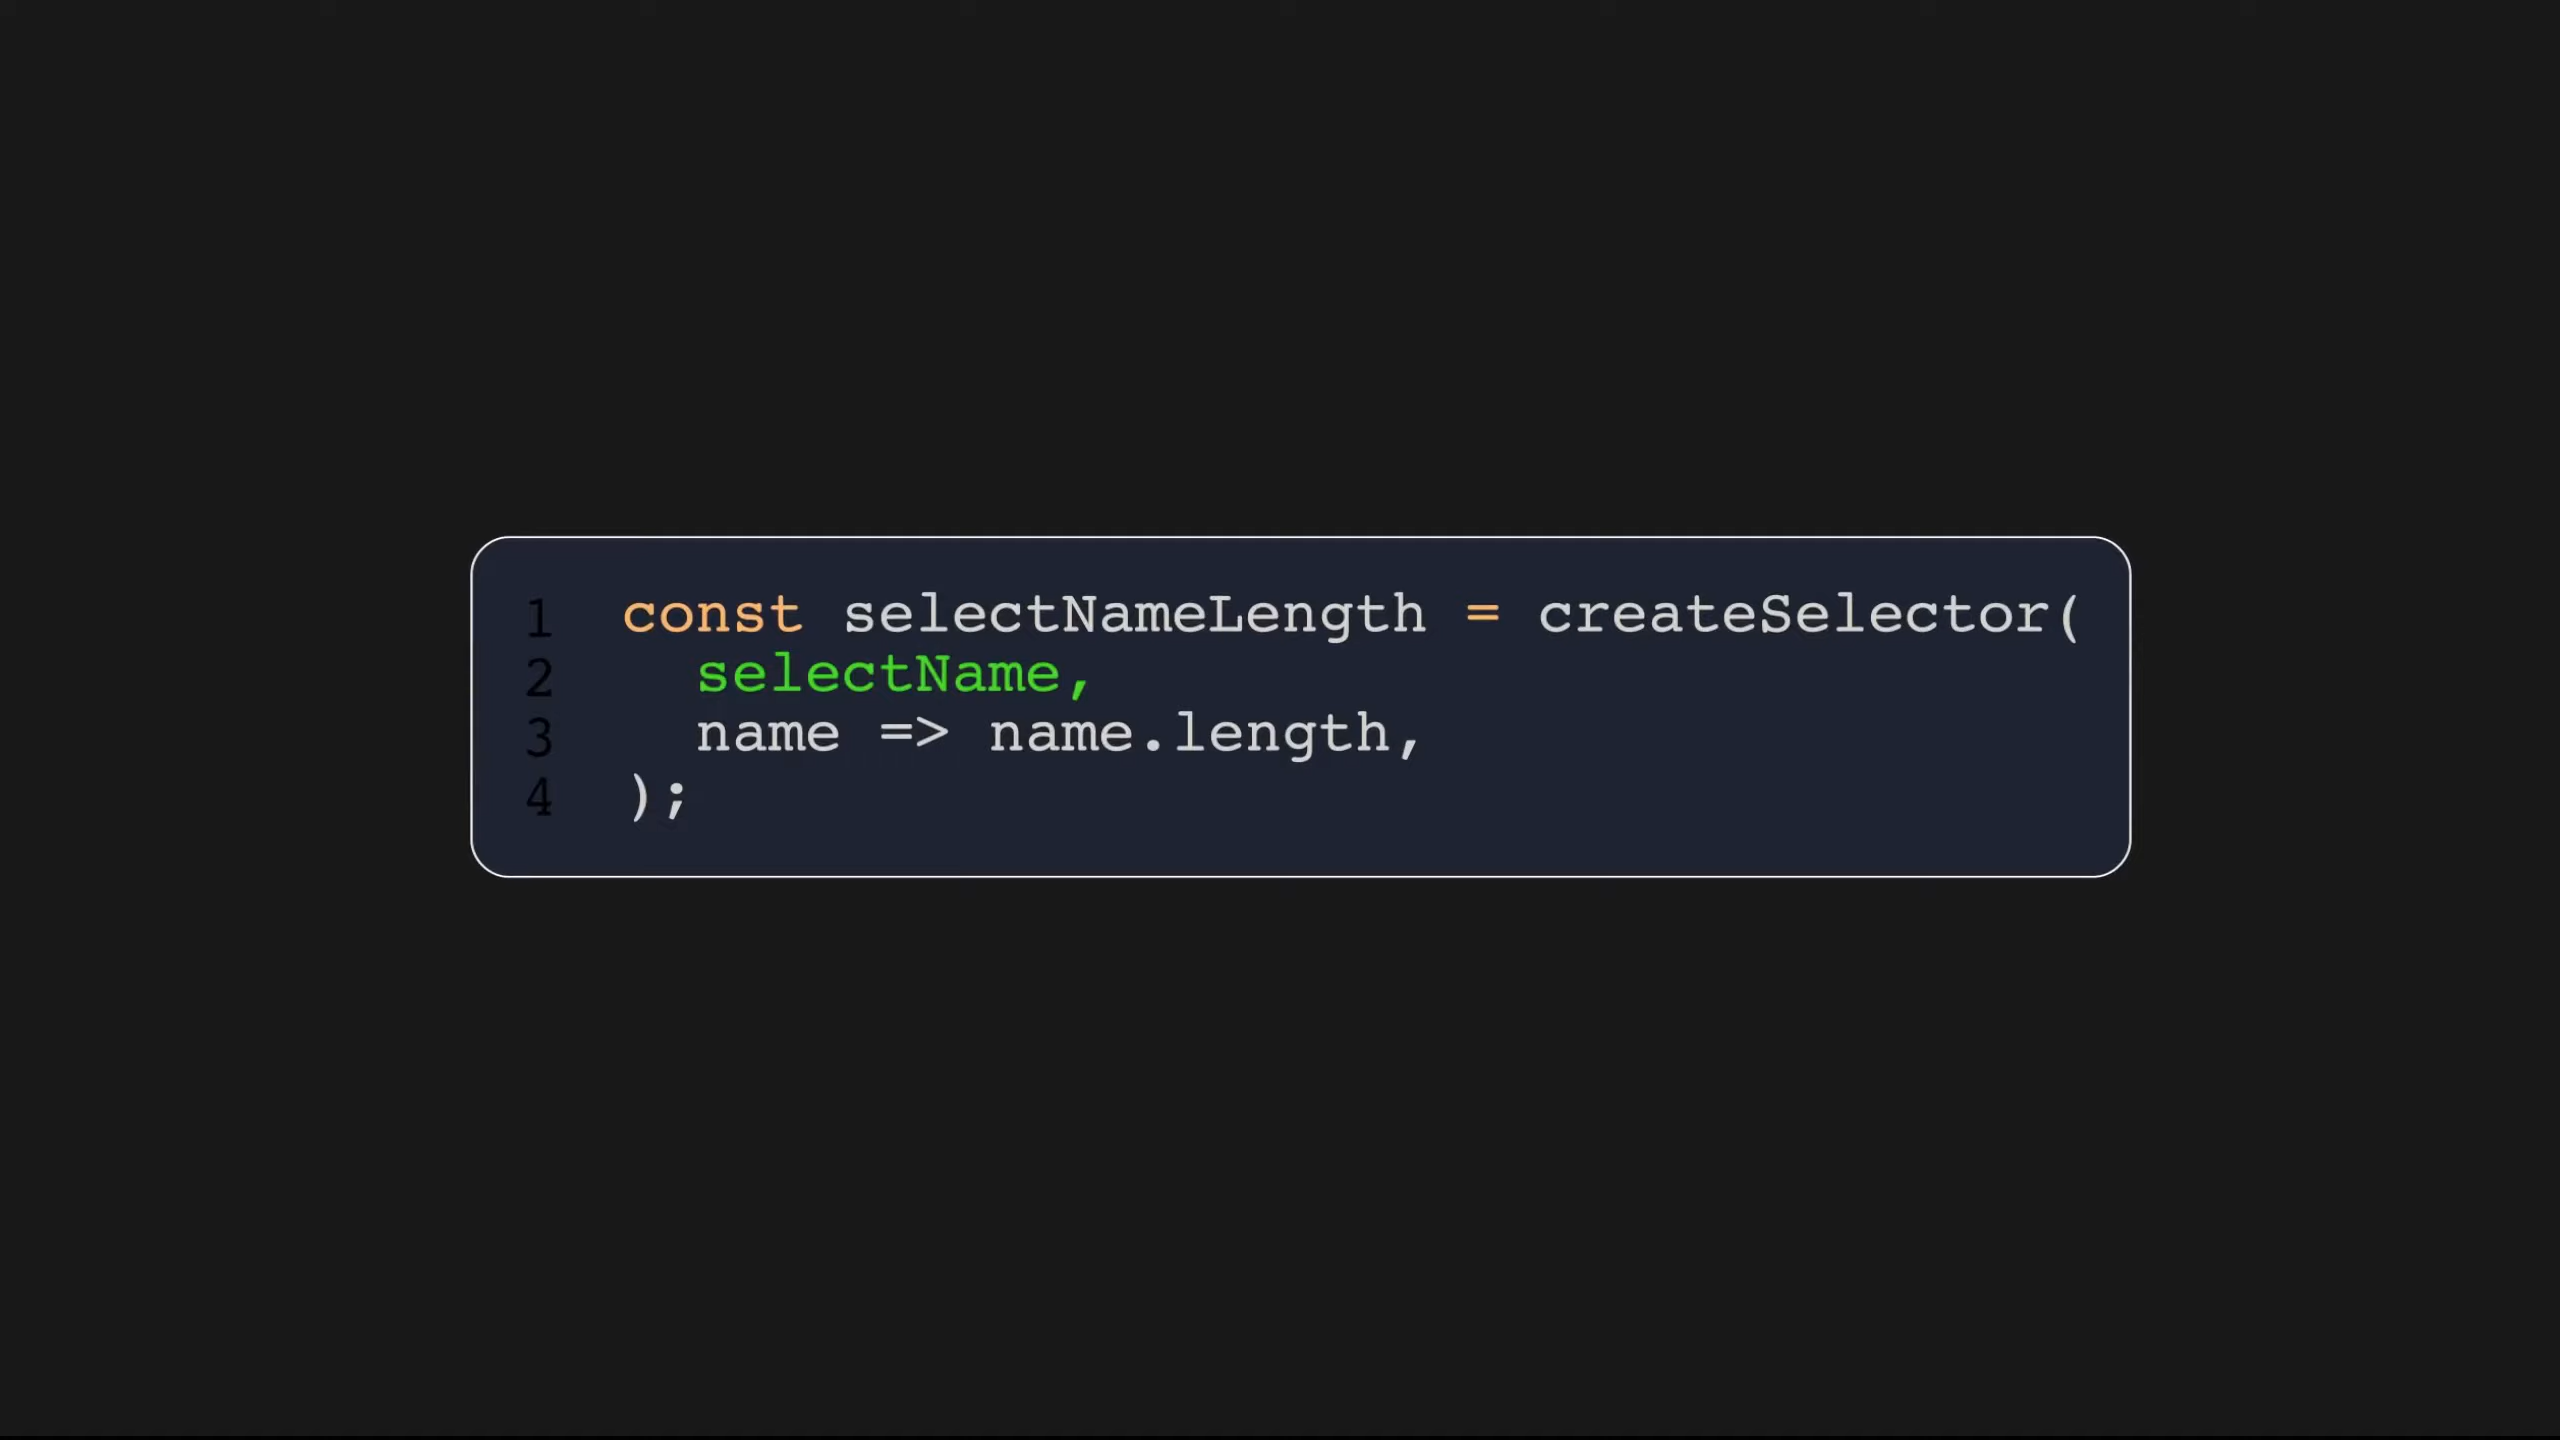 1 const selectNameLength = createSelector(
2 selectName,
3 name => name.length,
4 );